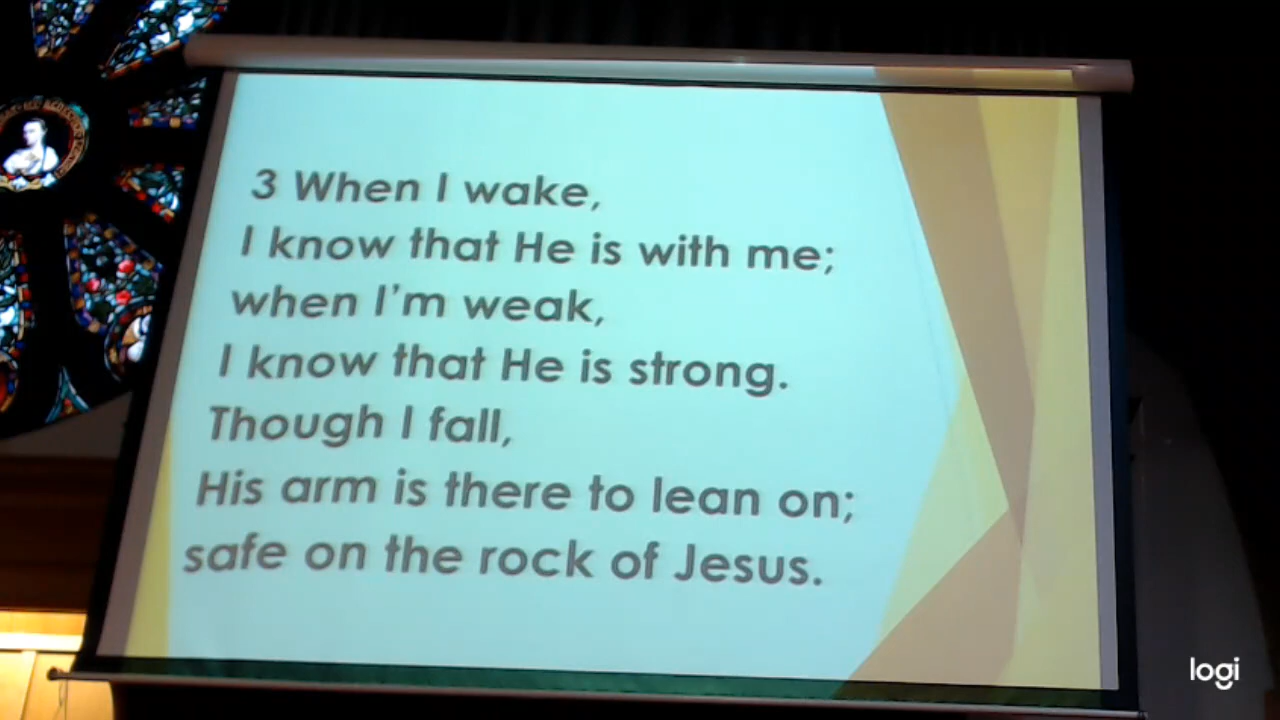 3 When I wake,
I know that He is with me;
when I'm weak,
I know that He is strong.
Though I fall,
His arm is there to lean on;
safe on the rock of Jesus.
logi